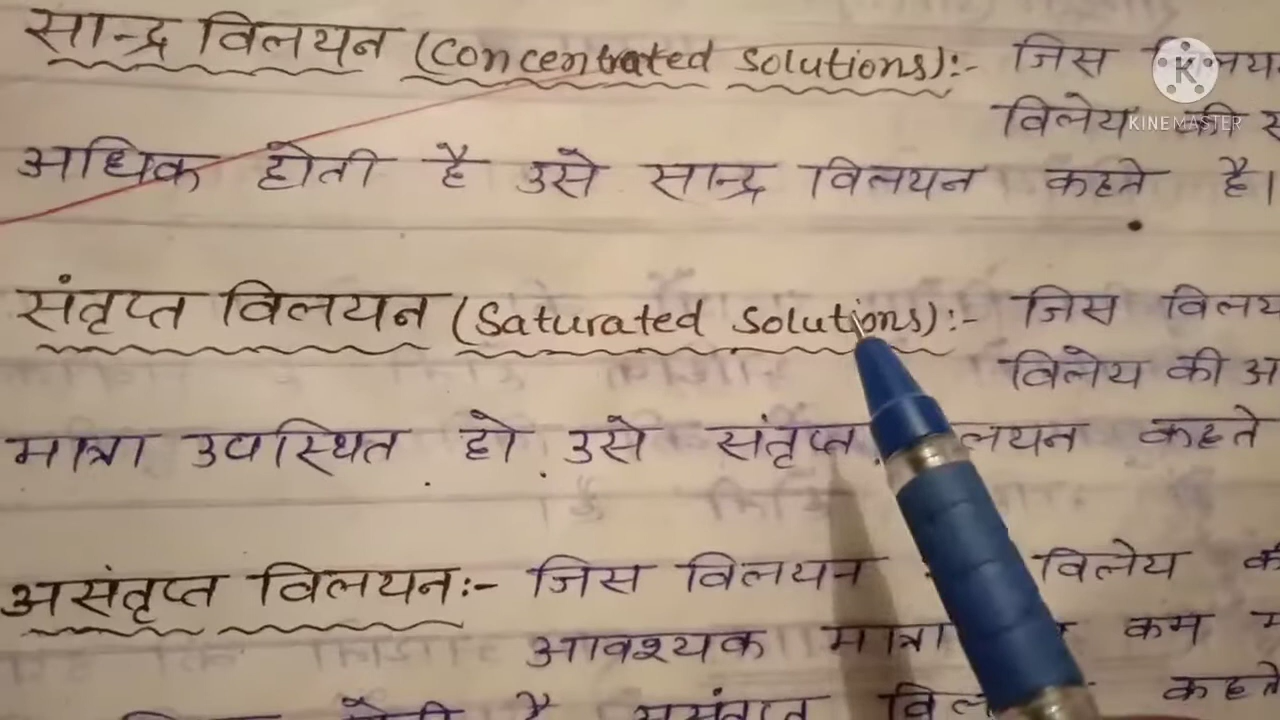 सान्द्र विलयन (Concentrated Solutions):- जिस
विलेय की
अधिक होती है उसे सान्द्र विलयन कहते है।
संतृप्त विलयन (Saturated Solutions):- जिस
विलेय की
मात्रा उपस्थित हो उसे संतृप्त कहते
असंतृप्त विलयन:- जिस विलयन विलेय
आवश्यक मात्रा कम
है कहते
K
KINEMASTER